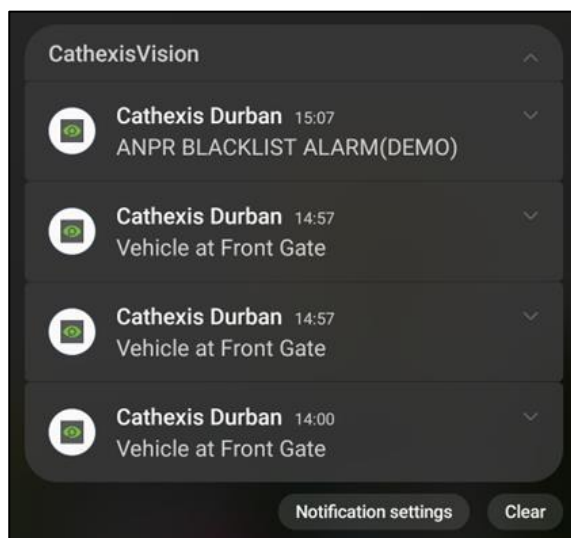 CathexisVision
Cathexis Durban 15:07
ANPR BLACKLIST ALARM(DEMO)
Cathexis Durban 14:57
Vehicle at Front Gate
Cathexis Durban 14:57
Vehicle at Front Gate
Cathexis Durban 14:00
Vehicle at Front Gate
Notification settings Clear